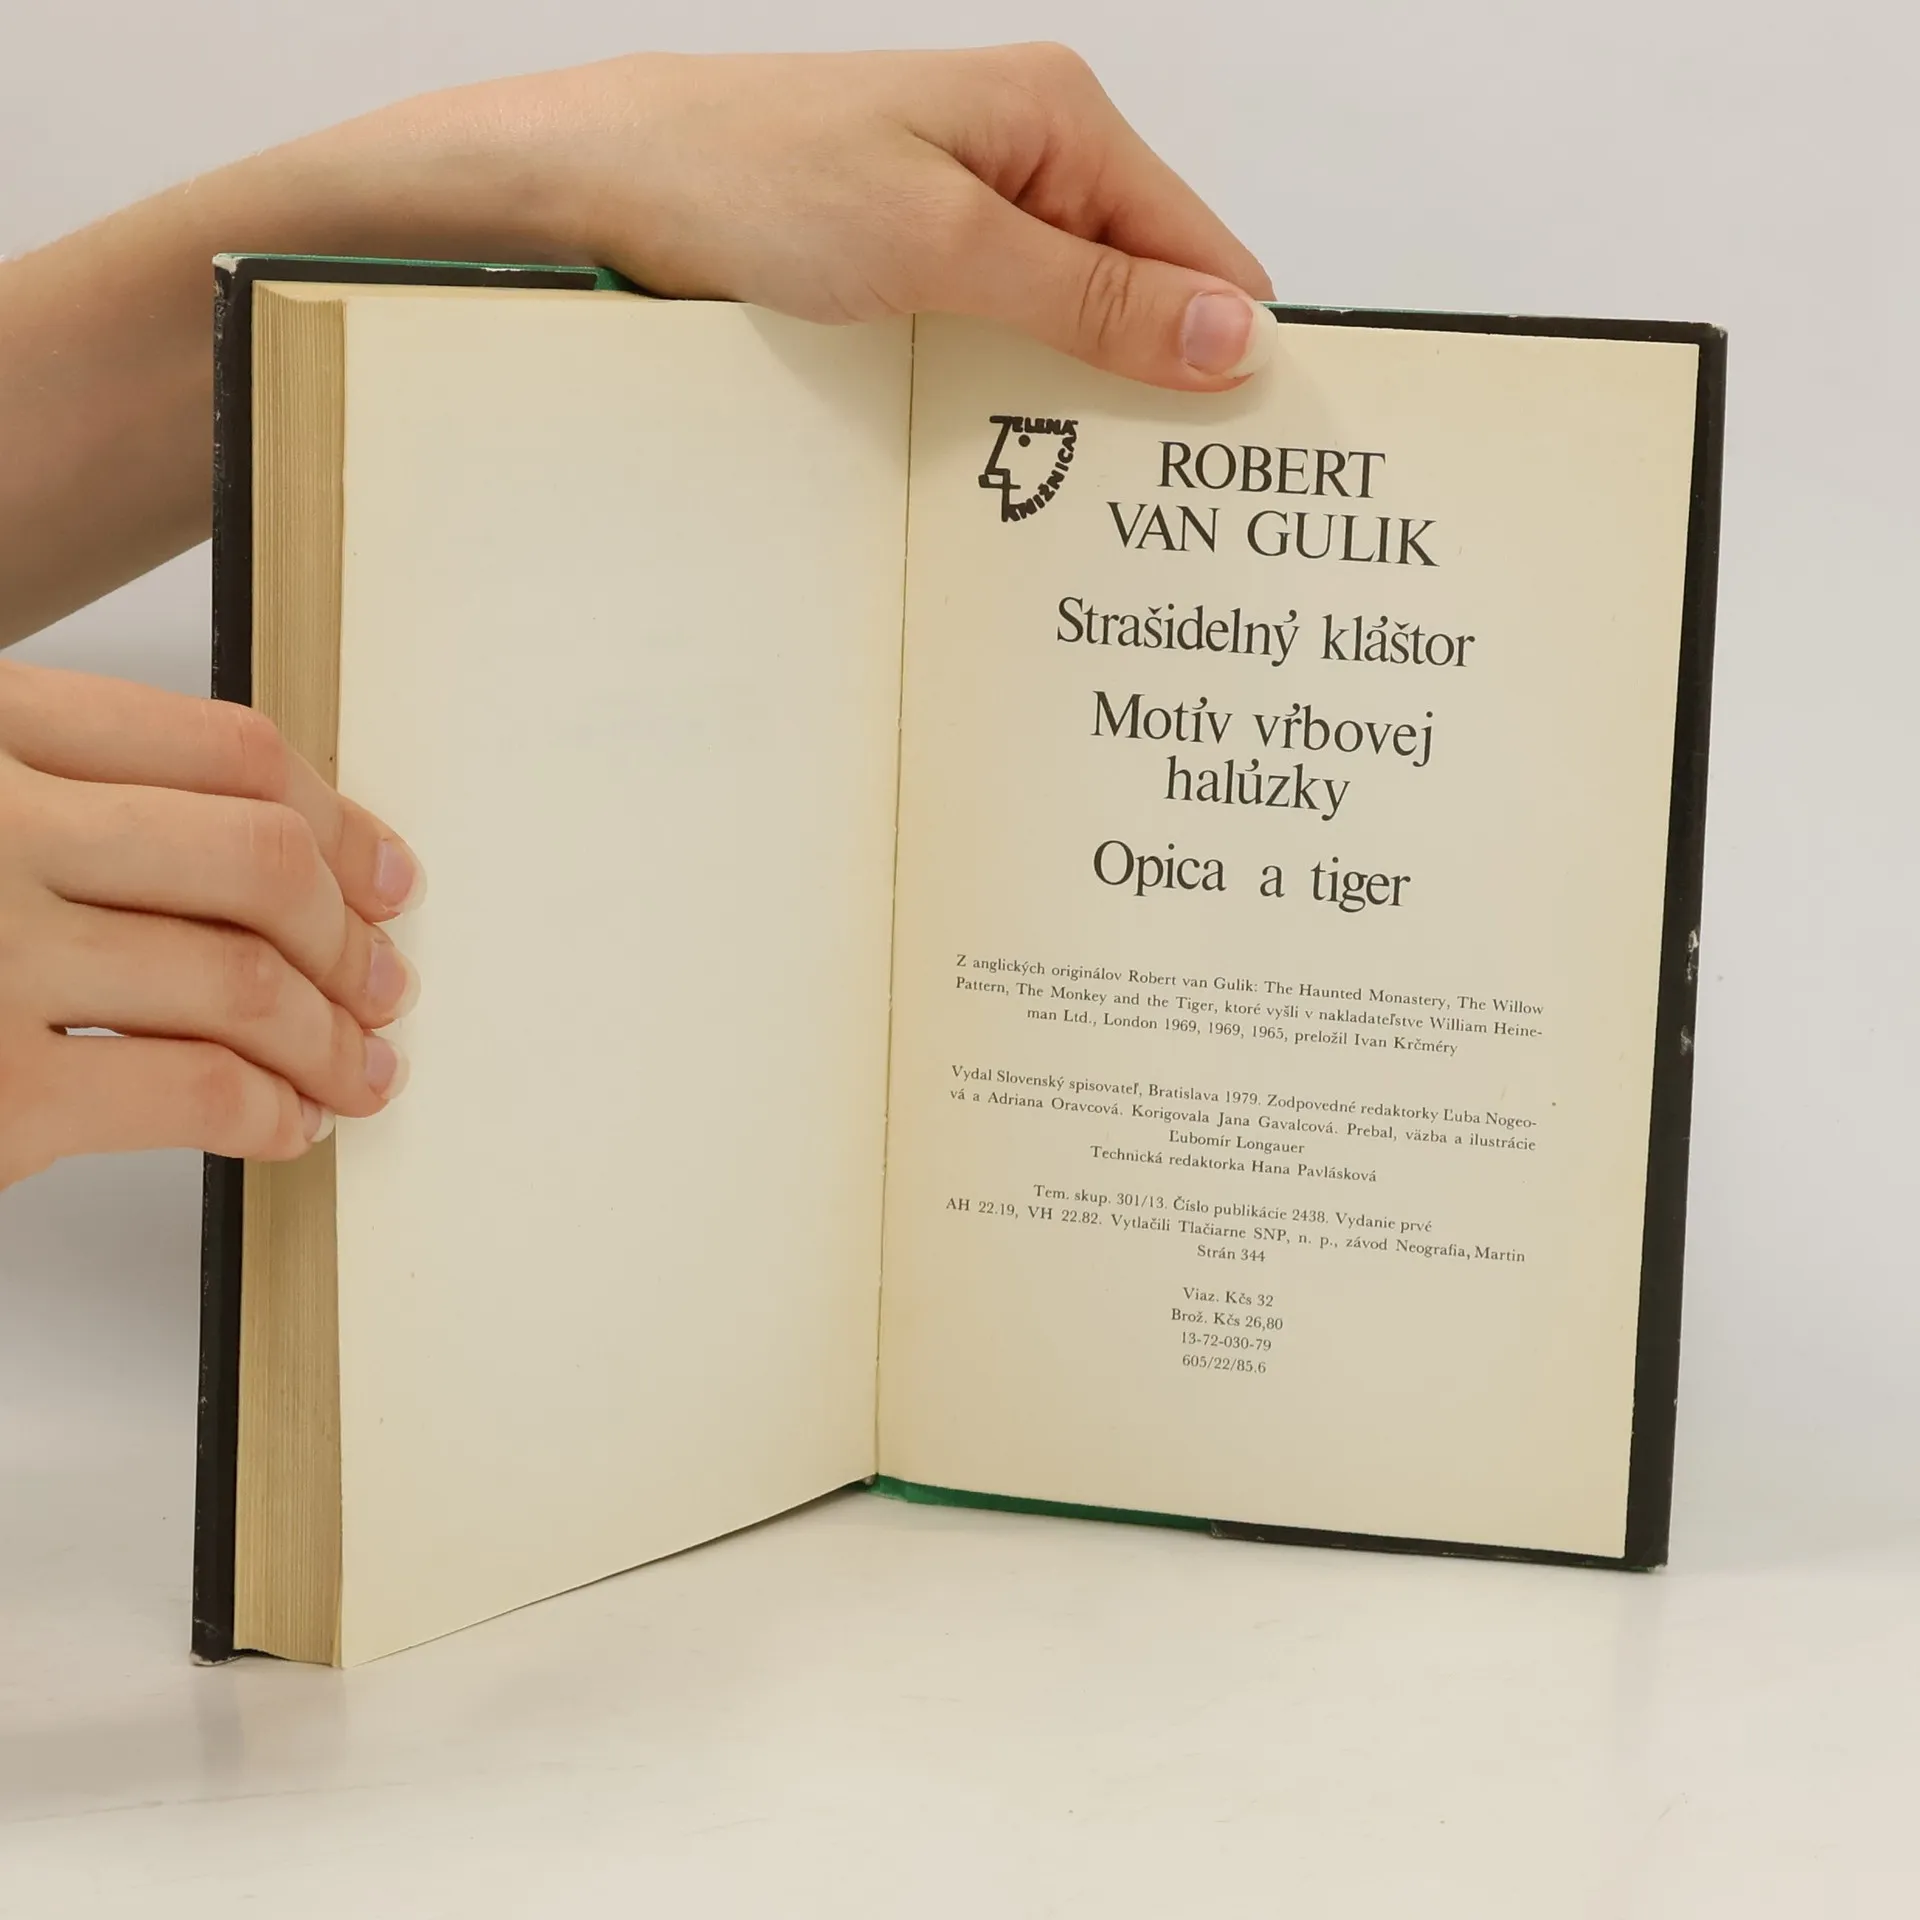 ZELENÁ
KNIŽNICA
ROBERT
VAN GULIK
Strašidelný kláštor
Motív vŕbovej
halúzky
Opica a tiger
Z anglických originálov Robert van Gulik: The Haunted Monastery, The Willow
Pattern, The Monkey and the Tiger, ktoré vyšli v nakladateľstve William Heine-
man Ltd., London 1969, 1969, 1965, preložil Ivan Krčméry
Vydal Slovenský spisovateľ, Bratislava 1979. Zodpovedné redaktorky Ľuba Nogeo-
vá a Adriana Oravcová. Korigovala Jana Gavalcová. Prebal, väzba a ilustrácie
Ľubomír Longauer
Technická redaktorka Hana Pavlásková
Tem. skup. 301/13. Číslo publikácie 2438. Vydanie prvé
AH 22.19, VH 22.82. Vytlačili Tlačiarne SNP, n. p., závod Neografia, Martin
Strán 344
Viaz. Kčs 32
Brož. Kčs 26,80
13-72-030-79
605/22/85.6